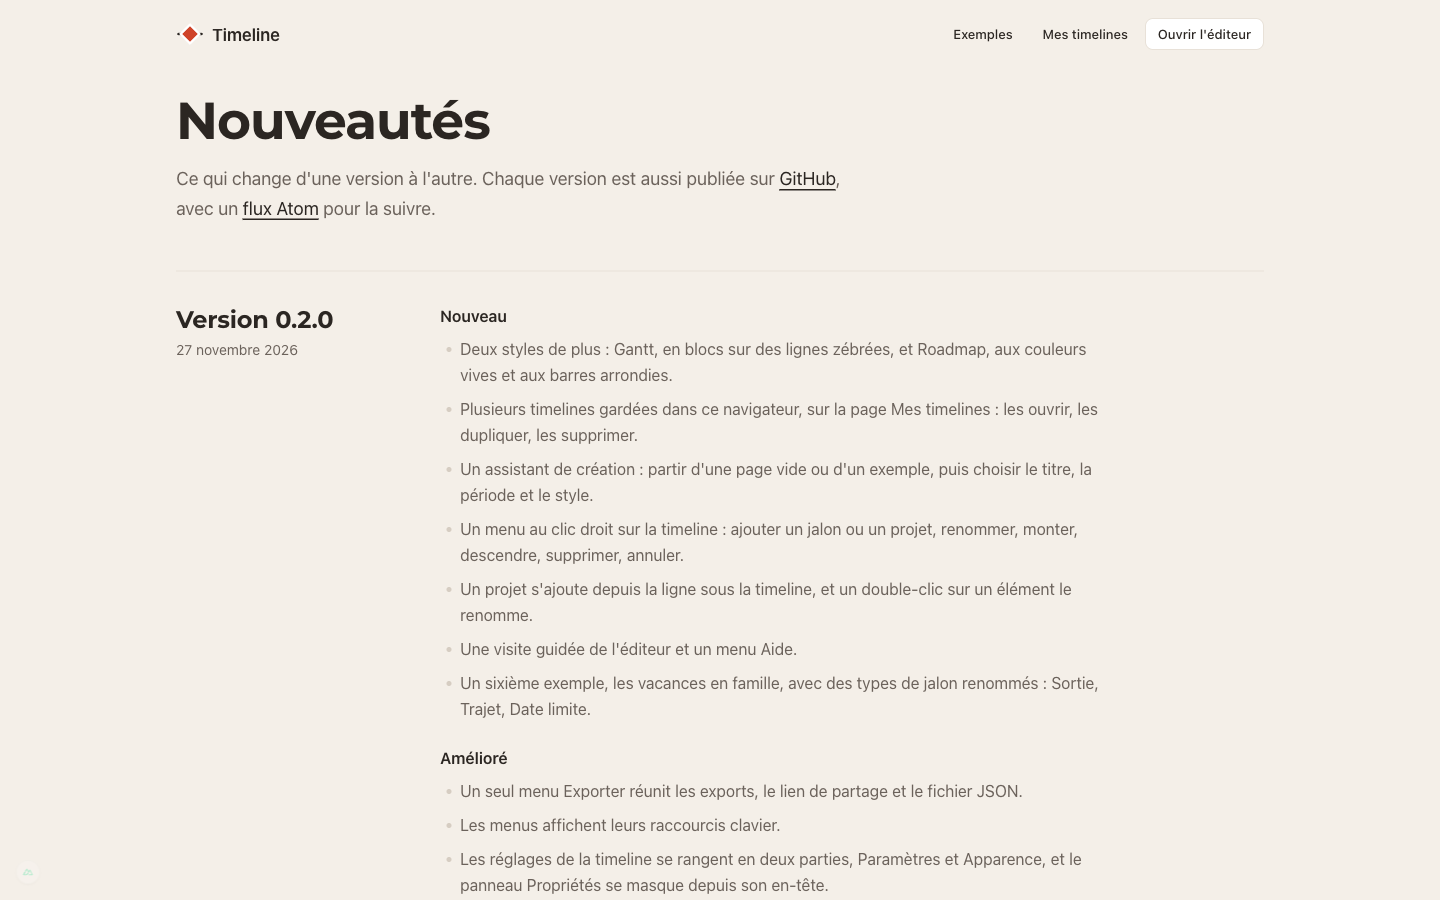 Timeline
Exemples
Mes timelines
Ouvrir l'éditeur
Nouveautés
Ce qui change d'une version à l'autre. Chaque version est aussi publiée sur GitHub,
avec un flux Atom pour la suivre.
Version 0.2.0
27 novembre 2026
Nouveau
Deux styles de plus : Gantt, en blocs sur des lignes zébrées, et Roadmap, aux couleurs
vives et aux barres arrondies.
Plusieurs timelines gardées dans ce navigateur, sur la page Mes timelines : les ouvrir, les
dupliquer, les supprimer.
Un assistant de création : partir d'une page vide ou d'un exemple, puis choisir le titre, la
période et le style.
Un menu au clic droit sur la timeline : ajouter un jalon ou un projet, renommer, monter,
descendre, supprimer, annuler.
Un projet s'ajoute depuis la ligne sous la timeline, et un double-clic sur un élément le
renomme.
Une visite guidée de l'éditeur et un menu Aide.
Un sixième exemple, les vacances en famille, avec des types de jalon renommés : Sortie,
Trajet, Date limite.
Amélioré
Un seul menu Exporter réunit les exports, le lien de partage et le fichier JSON.
Les menus affichent leurs raccourcis clavier.
Les réglages de la timeline se rangent en deux parties, Paramètres et Apparence, et le
panneau Propriétés se masque depuis son en-tête.